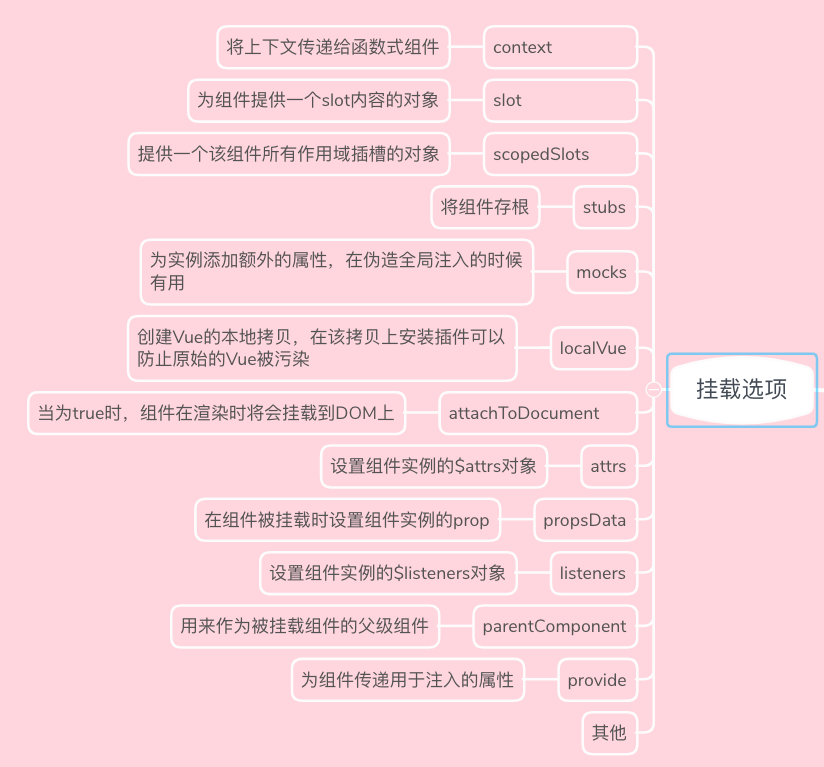 将上下文传递给函数式组件
context
为组件提供一个slot内容的对象
slot
提供一个该组件所有作用域插槽的对象
scopedSlots
将组件存根
stubs
为实例添加额外的属性，在伪造全局注入的时候
有用
mocks
创建Vue的本地拷贝，在该拷贝上安装插件可以
防止原始的Vue被污染
localVue
挂载选项
当为true时，组件在渲染时将会挂载到DOM上
attachToDocument
设置组件实例的$attrs对象
attrs
在组件被挂载时设置组件实例的prop
propsData
设置组件实例的$listeners对象
listeners
用来作为被挂载组件的父级组件
parentComponent
为组件传递用于注入的属性
provide
其他